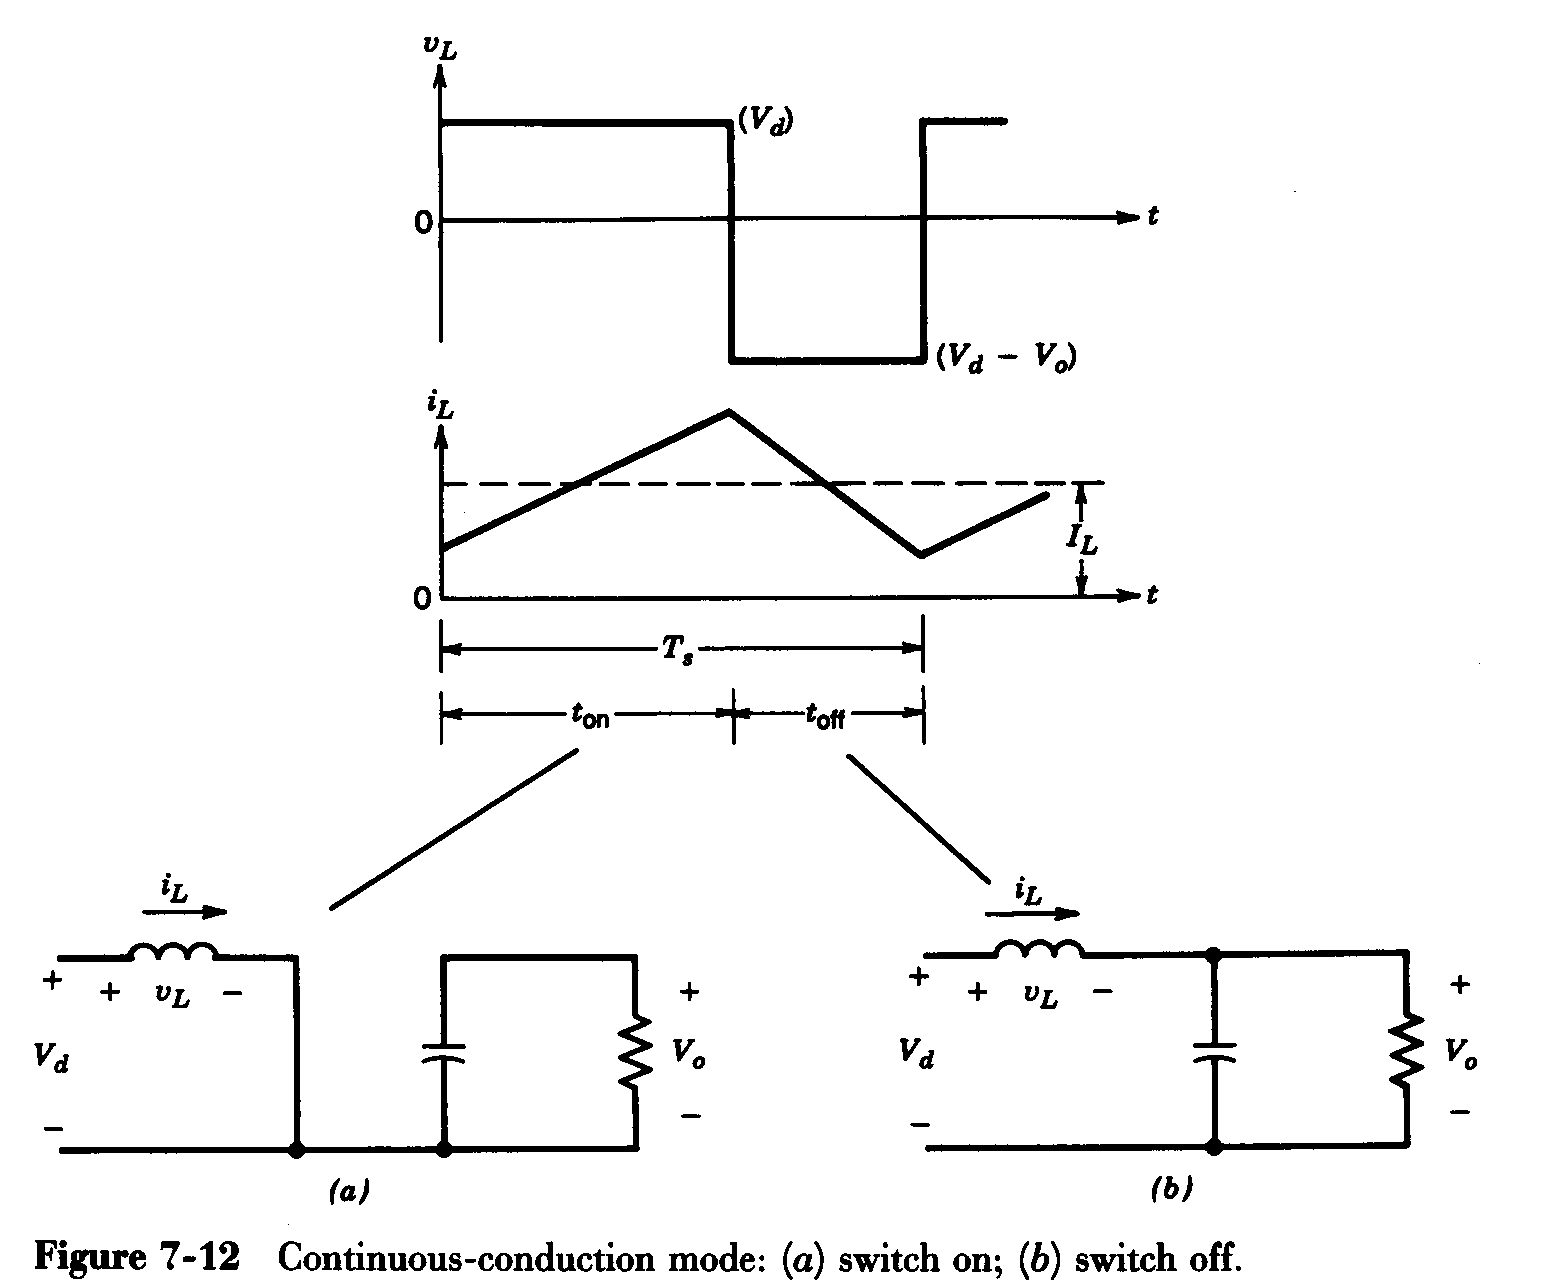 v_L
(V_d)
0
t
(V_d − V_o)
i_L
I_L
0
t
T_s
t_on
t_off
i_L
+ + v_L −
V_d
−
+
V_o
−
(a)
i_L
+ + v_L −
V_d
−
+
V_o
−
(b)
Figure 7-12 Continuous-conduction mode: (a) switch on; (b) switch off.